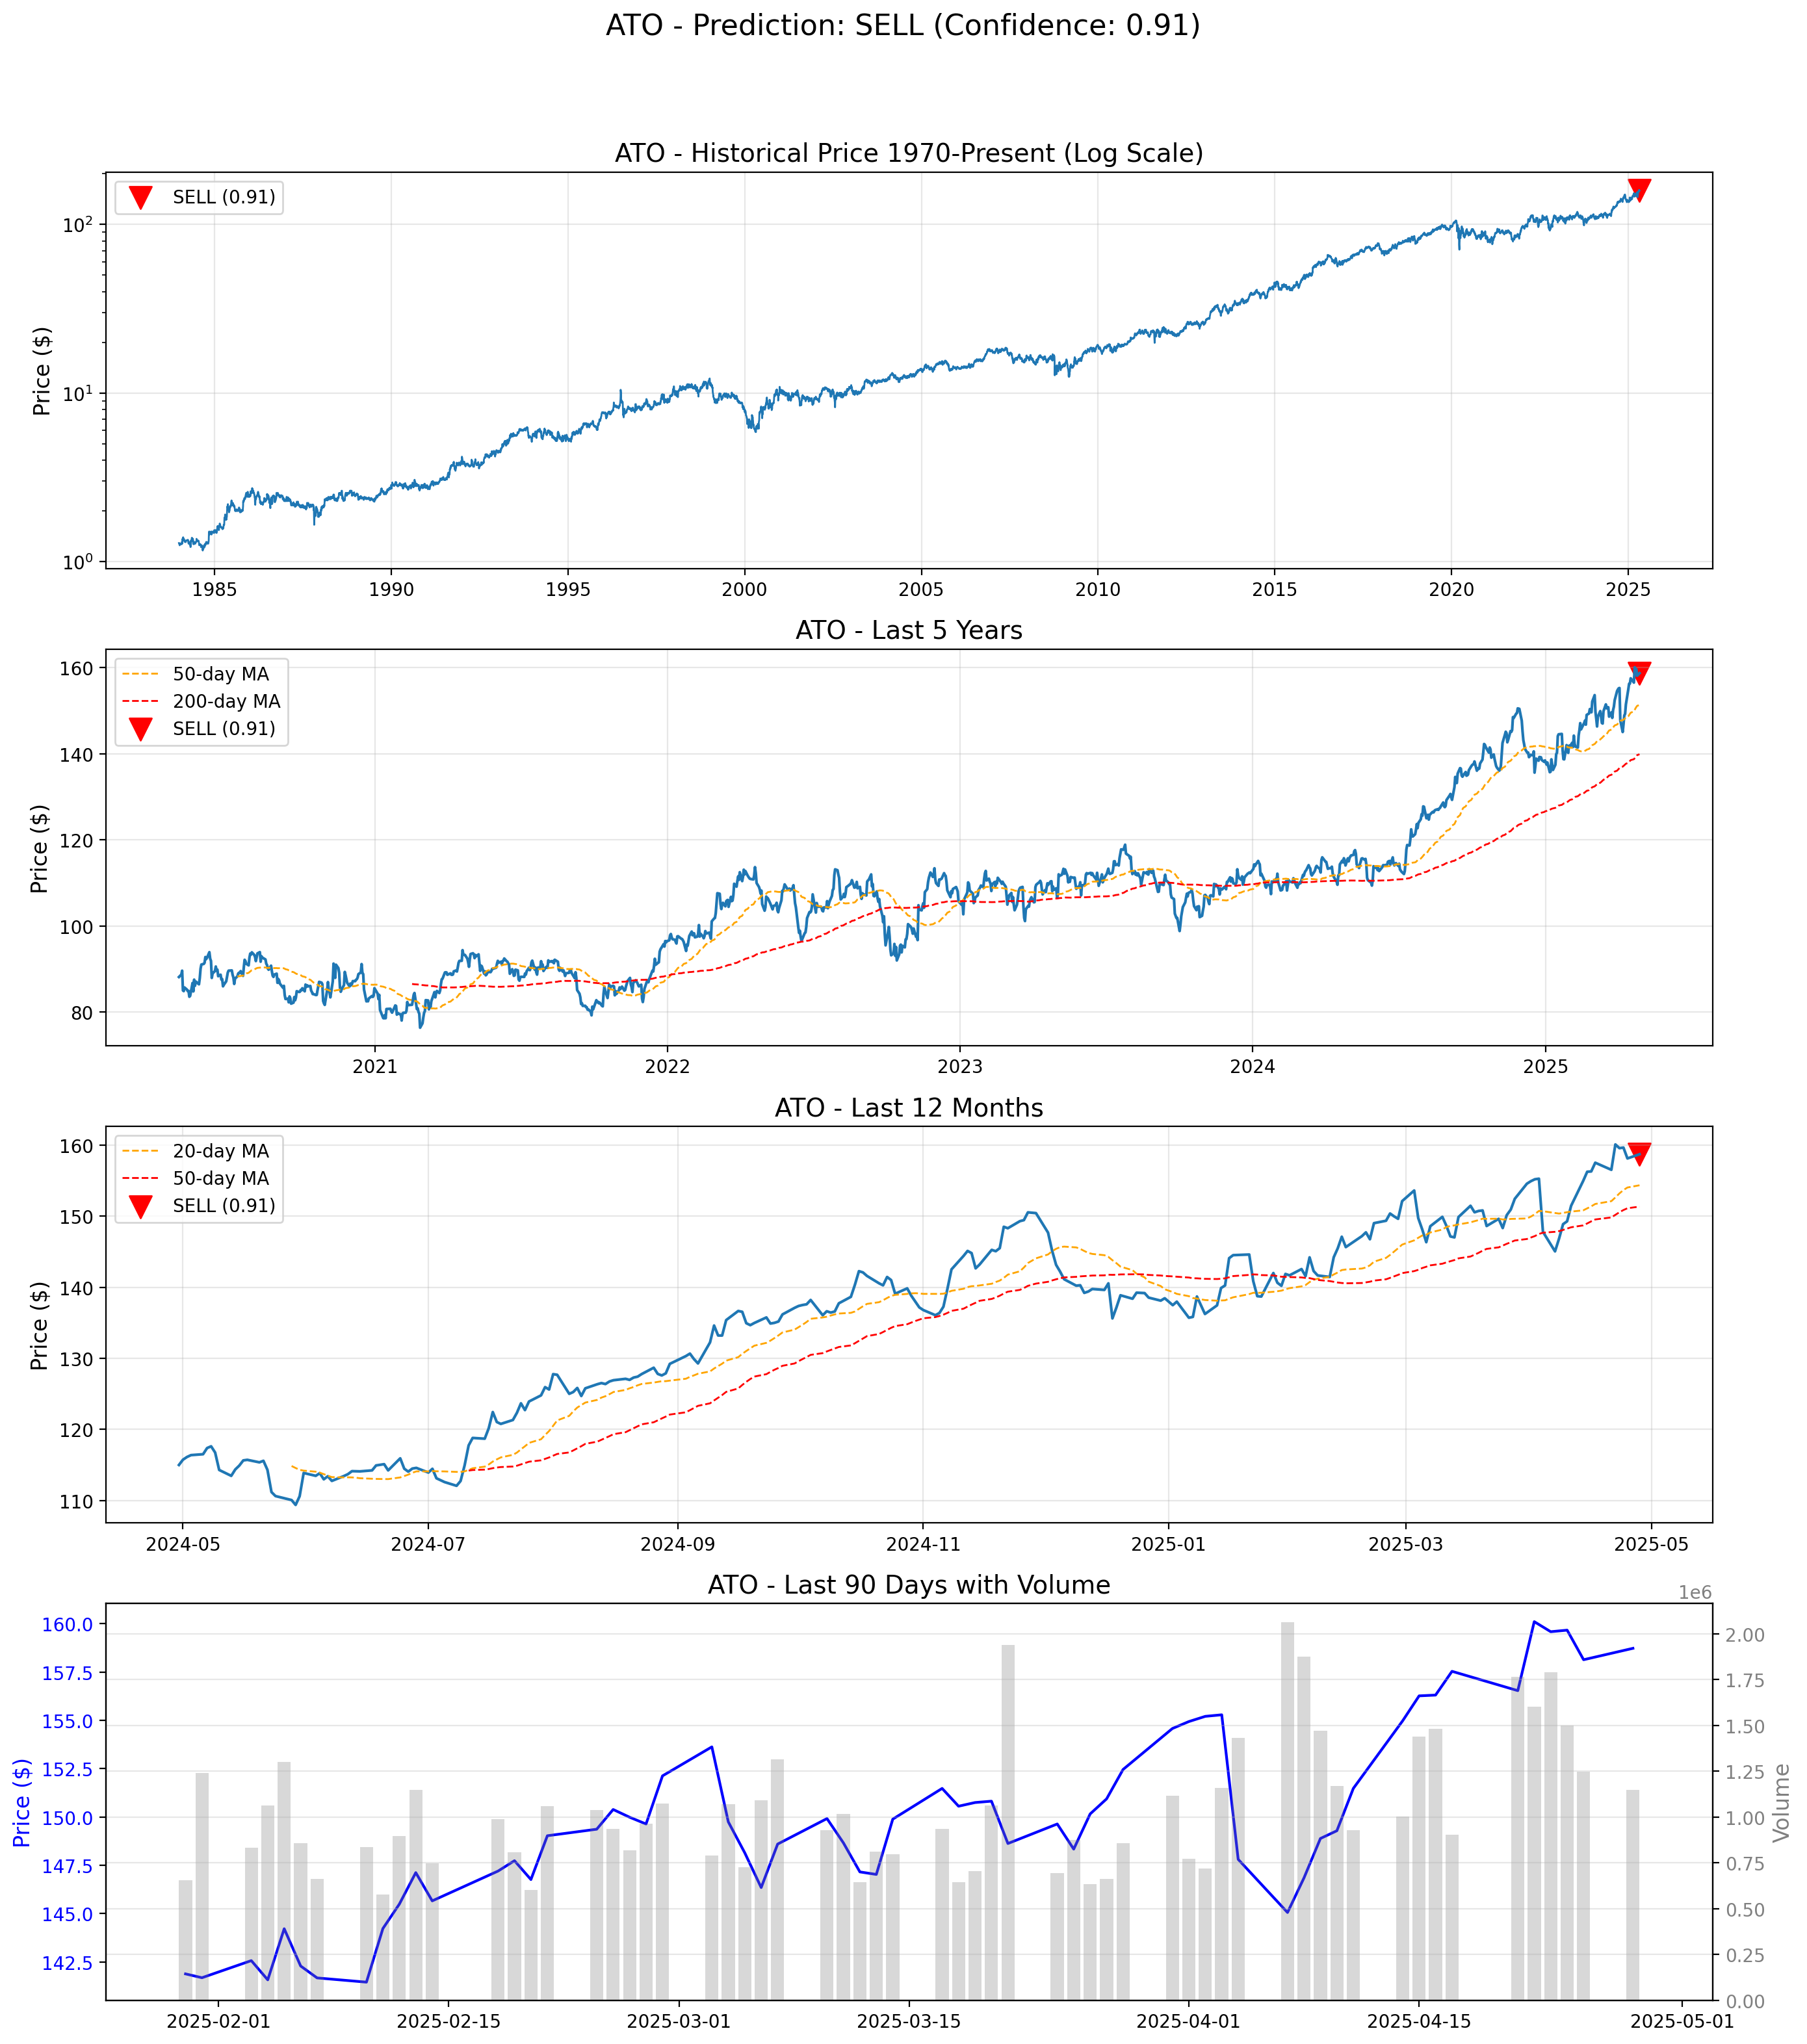 ATO - Prediction: SELL (Confidence: 0.91)
ATO - Historical Price 1970-Present (Log Scale)
SELL (0.91)
Price ($)
10²
10¹
10⁰
1985 1990 1995 2000 2005 2010 2015 2020 2025
ATO - Last 5 Years
50-day MA
200-day MA
SELL (0.91)
Price ($)
160
140
120
100
80
2021 2022 2023 2024 2025
ATO - Last 12 Months
20-day MA
50-day MA
SELL (0.91)
Price ($)
160
150
140
130
120
110
2024-05 2024-07 2024-09 2024-11 2025-01 2025-03 2025-05
ATO - Last 90 Days with Volume
1e6
Price ($)
160.0
157.5
155.0
152.5
150.0
147.5
145.0
142.5
2.00
1.75
1.50
1.25
1.00
0.75
0.50
0.25
0.00
Volume
2025-02-01 2025-02-15 2025-03-01 2025-03-15 2025-04-01 2025-04-15 2025-05-01